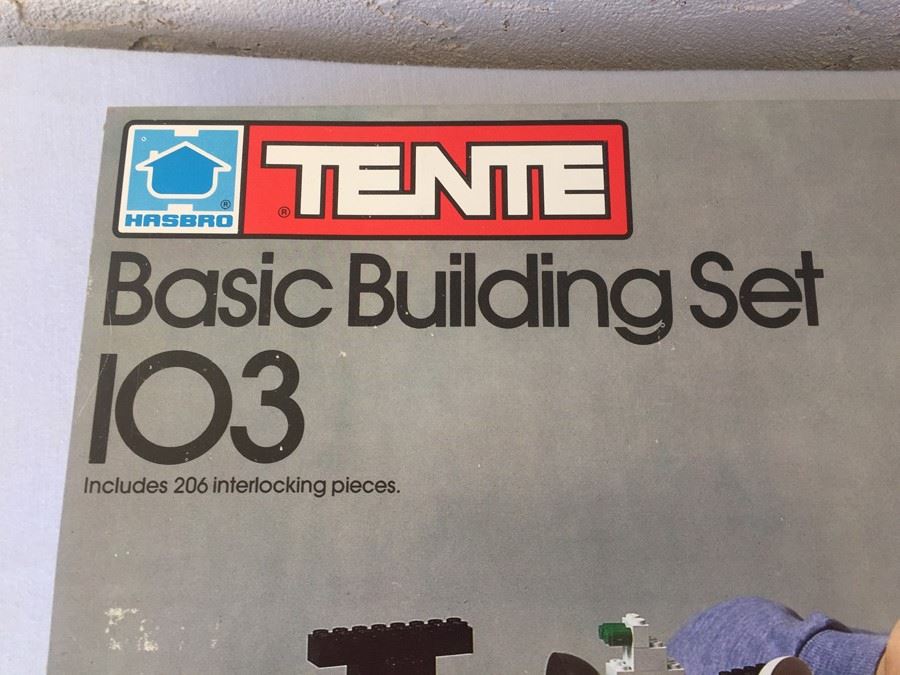 HASBRO ® ® TENTE
Basic Building Set
103
Includes 206 interlocking pieces.